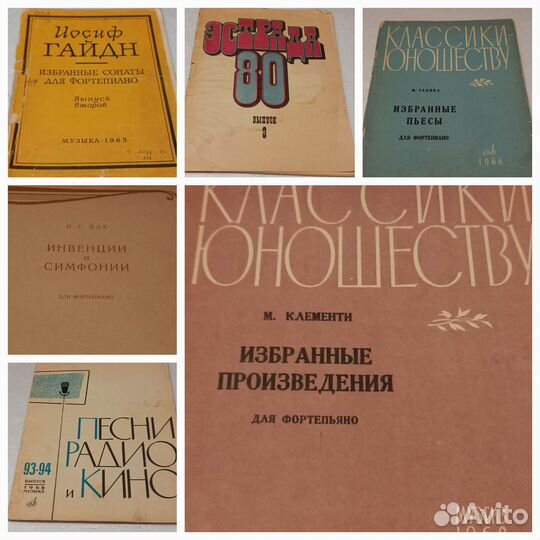 Иосиф
ГАЙДН
ИЗБРАННЫЕ СОНАТЫ
ДЛЯ ФОРТЕПИАНО
Выпуск
второй
МУЗЫКА·1965
ЭСТРАДА
80
ВЫПУСК
3
КЛАССИКИ-
ЮНОШЕСТВУ
М. ГЛИНКА
ИЗБРАННЫЕ
ПЬЕСЫ
ДЛЯ ФОРТЕПИАНО
1966
И. С. БАХ
ИНВЕНЦИИ
И
СИМФОНИИ
ДЛЯ ФОРТЕПИАНО
КЛАССИКИ
ЮНОШЕСТВУ
М. КЛЕМЕНТИ
ИЗБРАННЫЕ
ПРОИЗВЕДЕНИЯ
ДЛЯ ФОРТЕПЬЯНО
93-94
ВЫПУСК
1966
МУЗЫКА
ПЕСНИ
РАДИО
И КИНО
Avito